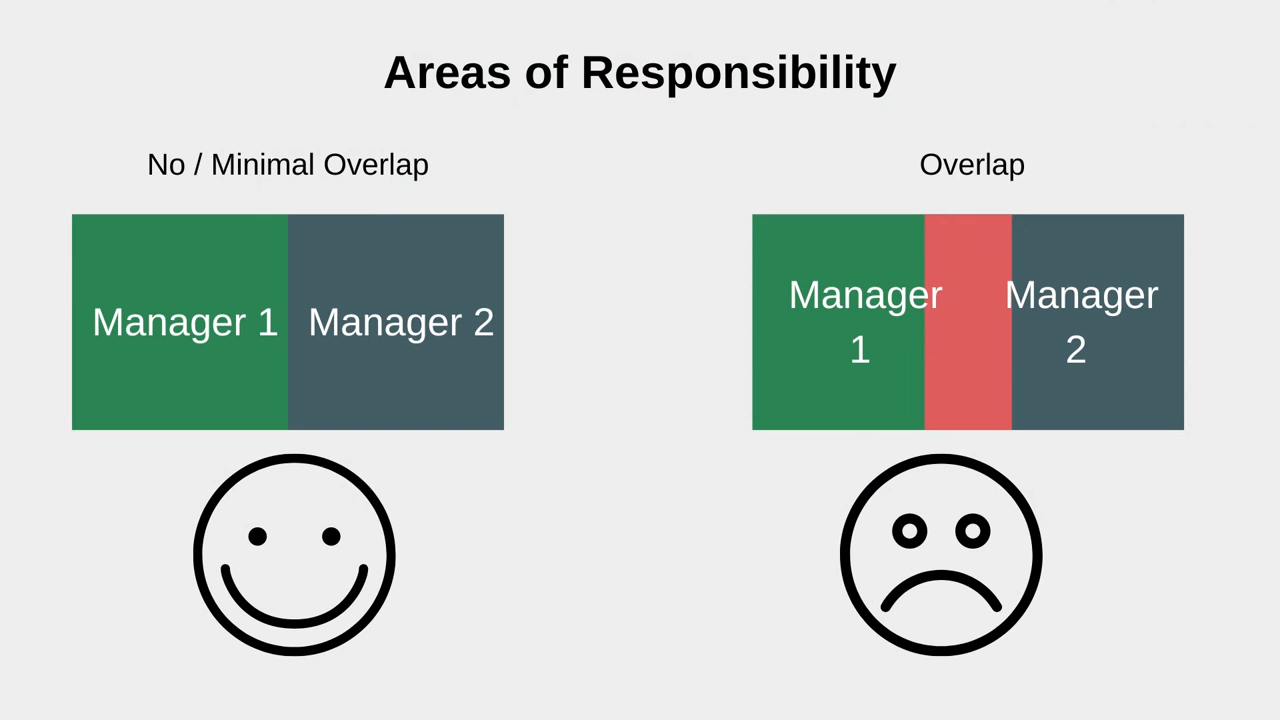 Areas of Responsibility
No / Minimal Overlap
Manager 1
Manager 2
Overlap
Manager
1
Manager
2